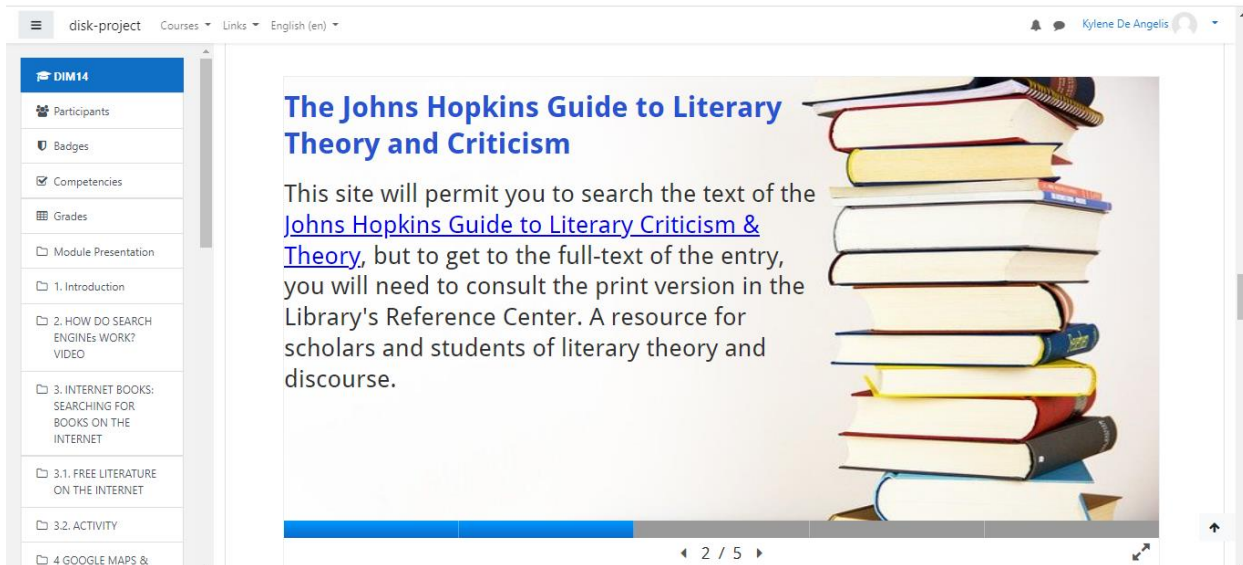 disk-project Courses Links English (en) Kylene De Angelis
DIM14
Participants
Badges
Competencies
Grades
Module Presentation
1. Introduction
2. HOW DO SEARCH
ENGINEs WORK?
VIDEO
3. INTERNET BOOKS:
SEARCHING FOR
BOOKS ON THE
INTERNET
3.1. FREE LITERATURE
ON THE INTERNET
3.2. ACTIVITY
4 GOOGLE MAPS &
The Johns Hopkins Guide to Literary
Theory and Criticism
This site will permit you to search the text of the
Johns Hopkins Guide to Literary Criticism &
Theory, but to get to the full-text of the entry,
you will need to consult the print version in the
Library's Reference Center. A resource for
scholars and students of literary theory and
discourse.
2 / 5